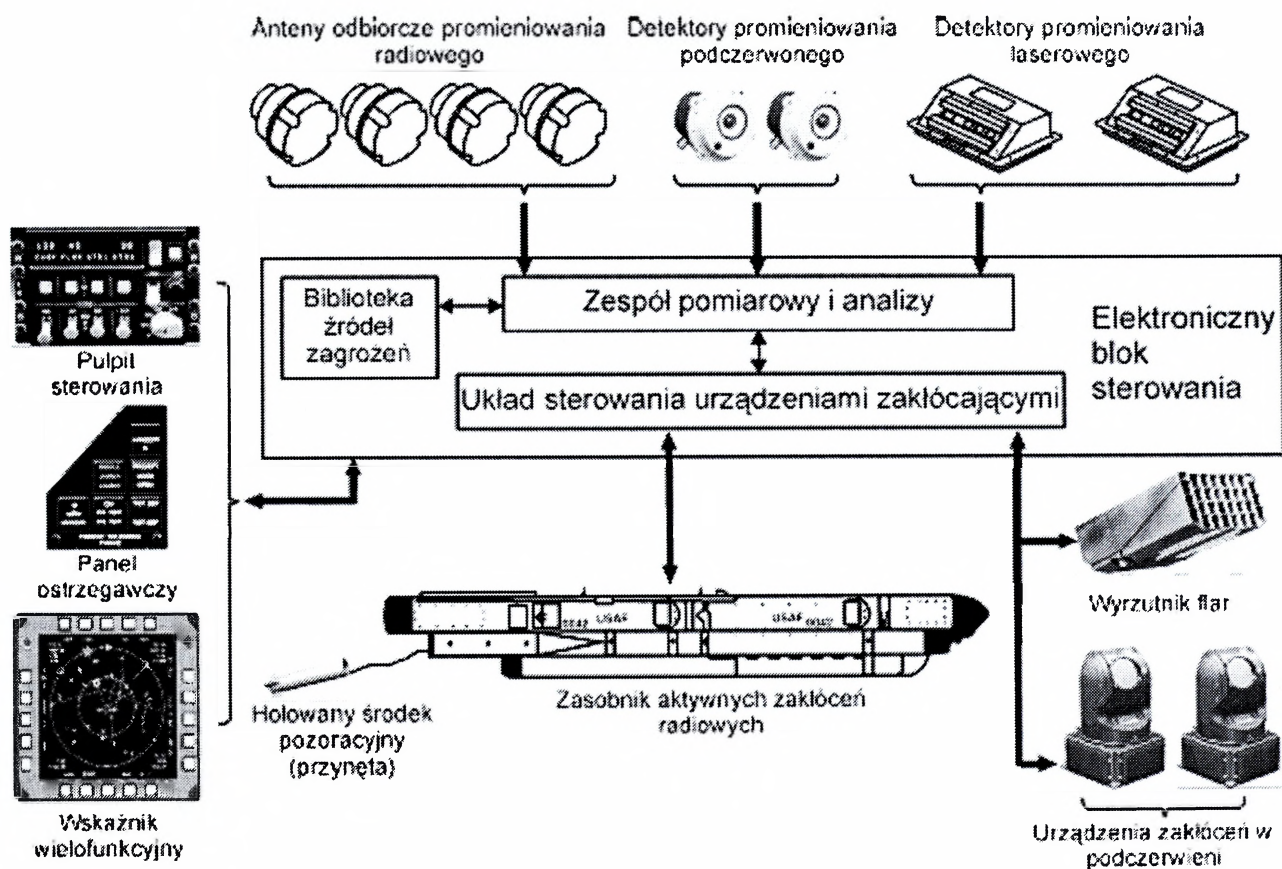 Anteny odbiorcze promieniowania
radiowego
Detektory promieniowania
podczerwonego
Detektory promieniowania
laserowego
Pulpit
sterowania
Biblioteka
źródeł
zagrożeń
Zespół pomiarowy i analizy
Układ sterowania urządzeniami zakłócającymi
Elektroniczny
blok
sterowania
Panel
ostrzegawczy
USAF
USAF
Wyrzutnik flar
Holowany środek
pozoracyjny
(przynęta)
Zasobnik aktywnych zakłóceń
radiowych
Wskaźnik
wielofunkcyjny
Urządzenia zakłóceń w
podczerwieni